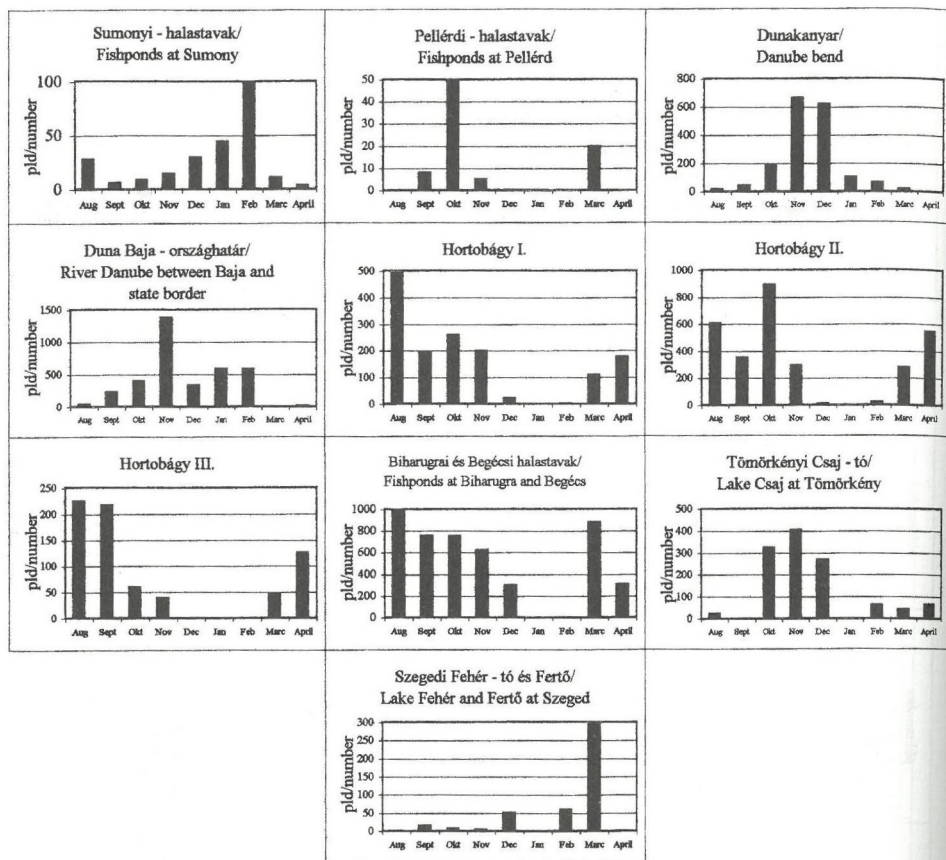 Sumonyi - halastavak/
Fishponds at Sumony
pld/number
100
50
0
Aug Sept Okt Nov Dec Jan Feb Marc April
Pellérdi - halastavak/
Fishponds at Pellérd
pld/number
50
40
30
20
10
0
Aug Sept Okt Nov Dec Jan Feb Marc April
Dunakanyar/
Danube bend
pld/number
800
600
400
200
0
Aug Sept Okt Nov Dec Jan Feb Marc April
Duna Baja - országhatár/
River Danube between Baja and
state border
pld/number
1500
1000
500
0
Aug Sept Okt Nov Dec Jan Feb Marc April
Hortobágy I.
pld/number
500
400
300
200
100
0
Aug Sept Okt Nov Dec Jan Feb Marc April
Hortobágy II.
pld/number
1000
800
600
400
200
0
Aug Sept Okt Nov Dec Jan Feb Marc April
Hortobágy III.
pld/number
250
200
150
100
50
0
Aug Sept Okt Nov Dec Jan Feb Marc April
Biharugrai és Begécsi halastavak/
Fishponds at Biharugra and Begécs
pld/number
1000
800
600
400
200
0
Aug Sept Okt Nov Dec Jan Feb Marc April
Tömörkényi Csaj - tó/
Lake Csaj at Tömörkény
pld/number
500
400
300
200
100
0
Aug Sept Okt Nov Dec Jan Feb Marc April
Szegedi Fehér - tó és Fertő/
Lake Fehér and Fertő at Szeged
pld/number
300
250
200
150
100
50
0
Aug Sept Okt Nov Dec Jan Feb Marc April